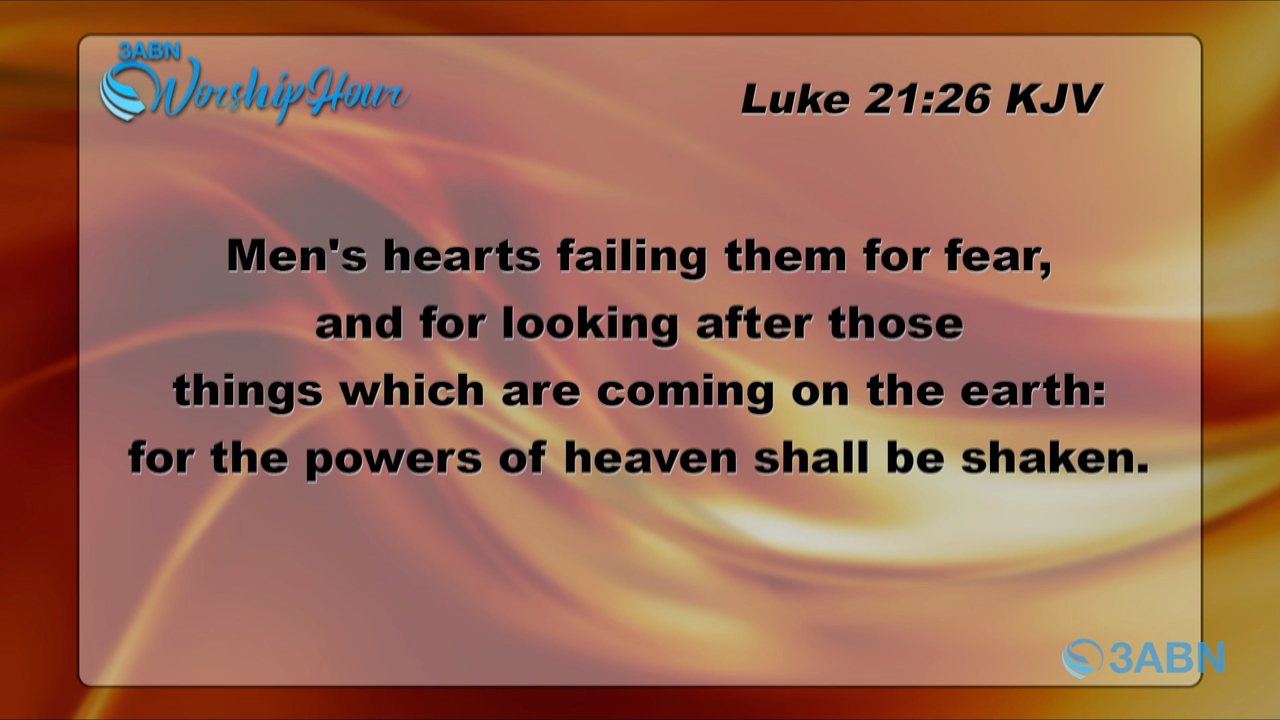 3ABN
Worship Hour
Luke 21:26 KJV
Men's hearts failing them for fear,
and for looking after those
things which are coming on the earth:
for the powers of heaven shall be shaken.
3ABN